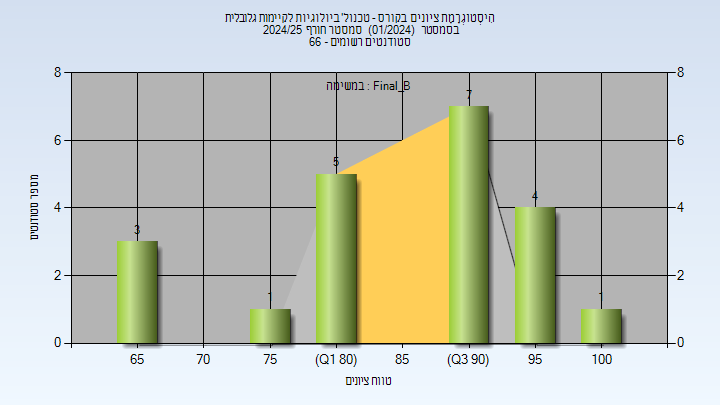 היסטוגרמת ציונים בקורס - טכנול' ביולוגיות לקיימות גלובלית
בסמסטר (01/2024) סמסטר חורף 2024/25
סטודנטים רשומים - 66
במשימה : Final_B
8 8
6 6
4 4
2 2
0 0
מספר סטודנטים
3 1 5 7 4 1
65 70 75 (Q1 80) 85 (Q3 90) 95 100
טווח ציונים